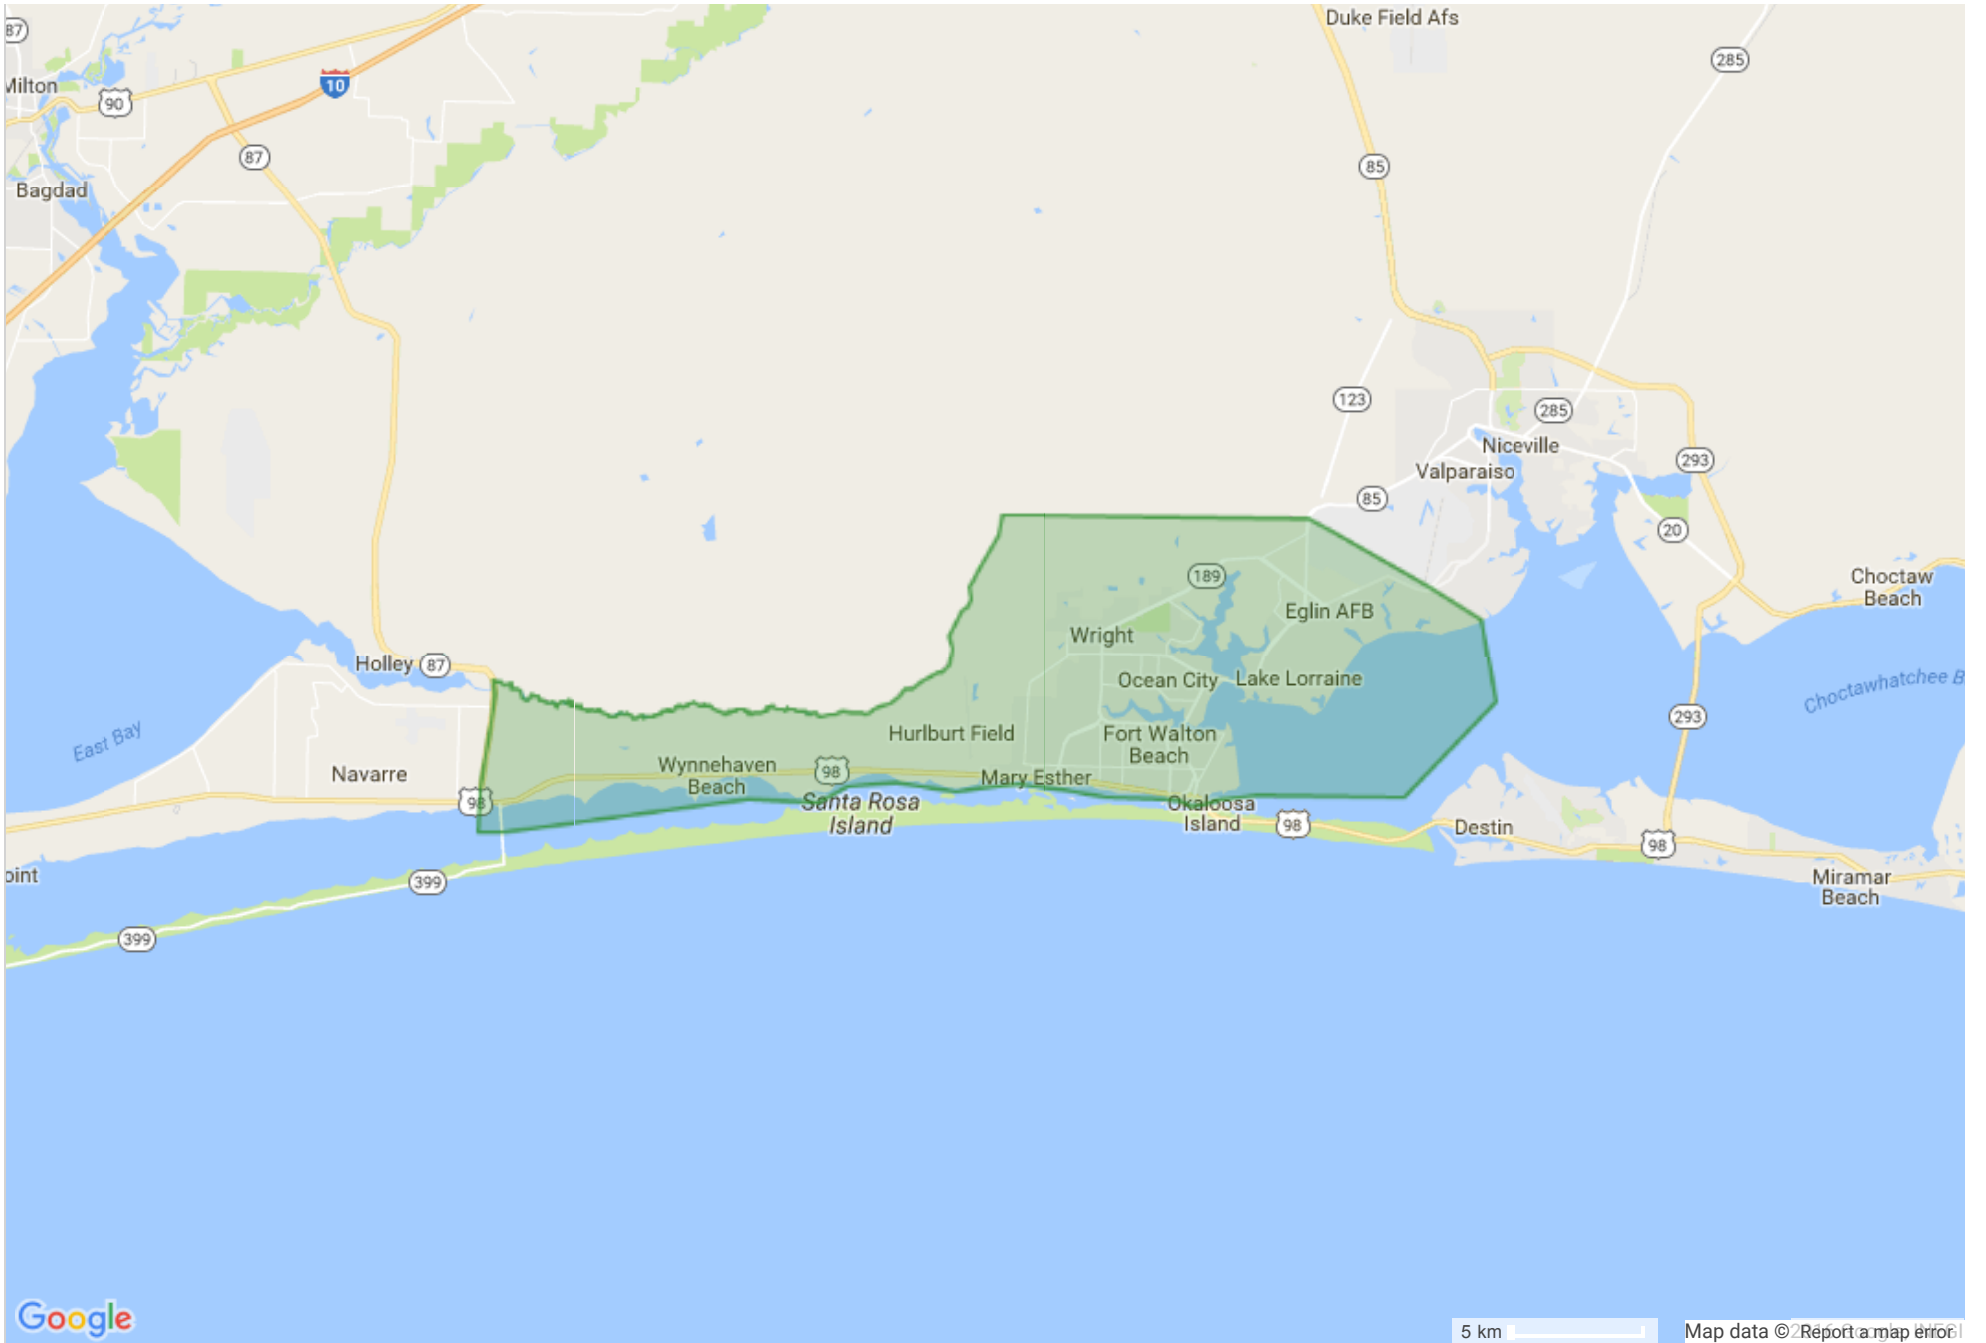 Duke Field Afs
87
285
Milton
10
90
87
85
Bagdad
123
285
Niceville
293
Valparaiso
85
20
189
Choctaw
Beach
Eglin AFB
Wright
Holley
87
Ocean City
Lake Lorraine
Choctawhatchee B
293
East Bay
Hurlburt Field
Fort Walton
Beach
Navarre
Wynnehaven
Beach
98
Mary Esther
98
Santa Rosa
Island
Okaloosa
Island
98
Destin
98
oint
399
Miramar
Beach
399
Google
5 km
Map data ©
Report a map error